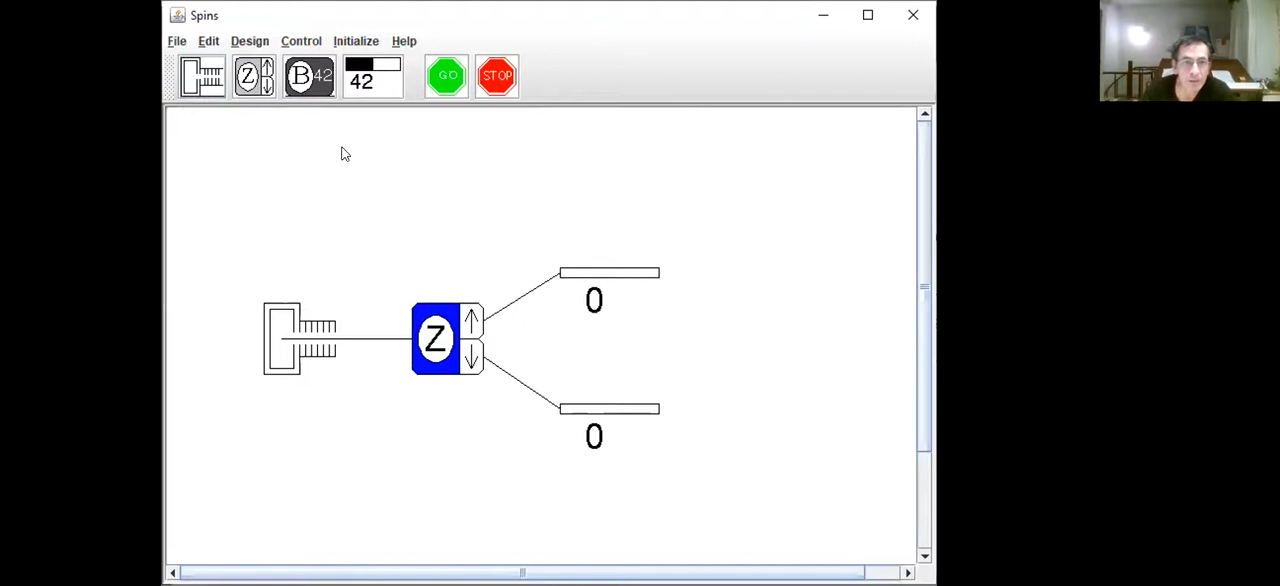 Spins
File Edit Design Control Initialize Help
Z B 42 42 GO STOP
0
Z
0